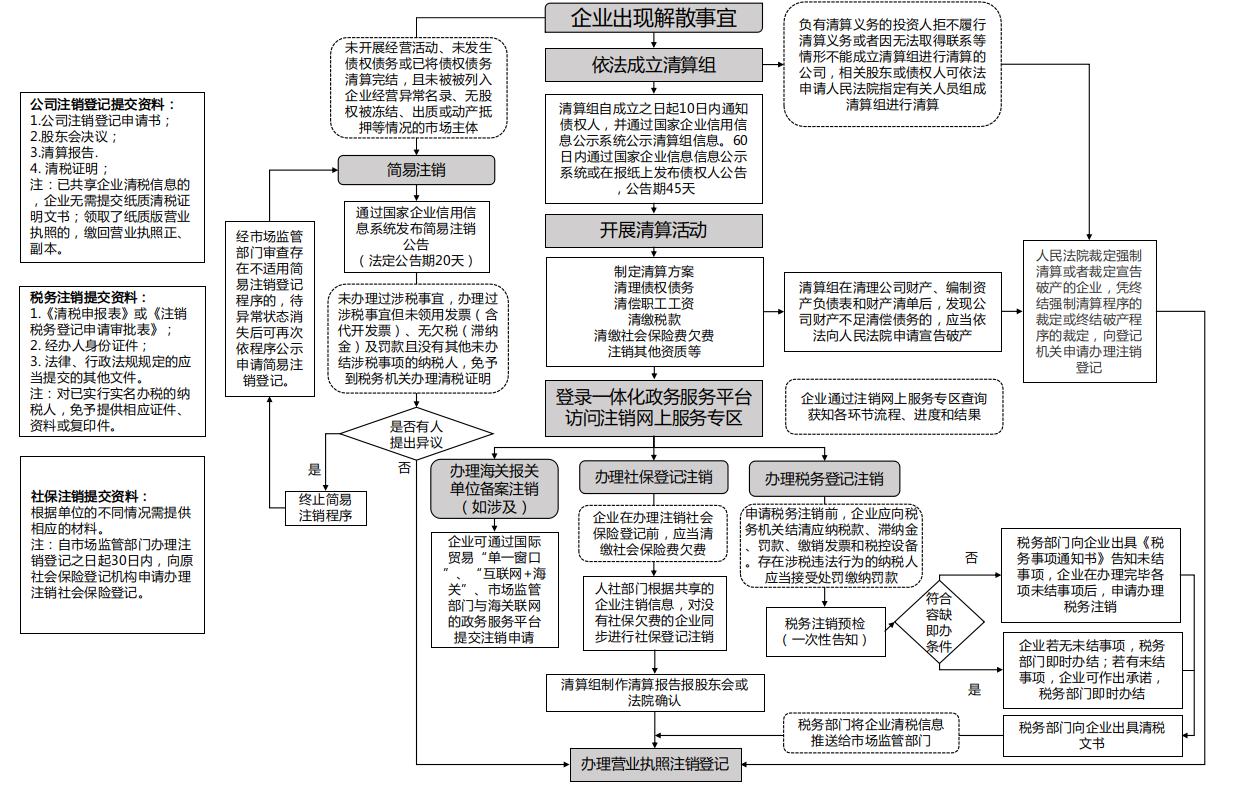 企业出现解散事宜
依法成立清算组
负有清算义务的投资人拒不履行
清算义务或者因无法取得联系等
情形不能成立清算组进行清算的
公司，相关股东或债权人可依法
申请人民法院指定有关人员组成
清算组进行清算
未开展经营活动、未发生
债权债务或已将债权债务
清算完结，且未被被列入
企业经营异常名录、无股
权被冻结、出质或动产抵
押等情况的市场主体
公司注销登记提交资料：
1.公司注销登记申请书；
2.股东会决议；
3.清算报告.
4. 清税证明；
注：已共享企业清税信息的
，企业无需提交纸质清税证
明文书；领取了纸质版营业
执照的，缴回营业执照正、
副本。
清算组自成立之日起10日内通知
债权人，并通过国家企业信用信
息公示系统公示清算组信息。60
日内通过国家企业信息信息公示
系统或在报纸上发布债权人公告
，公告期45天
简易注销
通过国家企业信用信
息系统发布简易注销
公告
（法定公告期20天）
开展清算活动
经市场监管
部门审查存
在不适用简
易注销登记
程序的，待
异常状态消
失后可再次
依程序公示
申请简易注
销登记。
制定清算方案
清理债权债务
清偿职工工资
清缴税款
清缴社会保险费欠费
注销其他资质等
清算组在清理公司财产、编制资
产负债表和财产清单后，发现公
司财产不足清偿债务的，应当依
法向人民法院申请宣告破产
人民法院裁定强制
清算或者裁定宣告
破产的企业，凭终
结强制清算程序的
裁定或终结破产程
序的裁定，向登记
机关申请办理注销
登记
税务注销提交资料：
1.《清税申报表》或《注销
税务登记申请审批表》；
2. 经办人身份证件；
3. 法律、行政法规规定的应
当提交的其他文件。
注：对已实行实名办税的纳
税人，免予提供相应证件、
资料或复印件。
未办理过涉税事宜，办理过
涉税事宜但未领用发票（含
代开发票）、无欠税（滞纳
金）及罚款且没有其他未办
结涉税事项的纳税人，免予
到税务机关办理清税证明
登录一体化政务服务平台
访问注销网上服务专区
企业通过注销网上服务专区查询
获知各环节流程、进度和结果
是否有人
提出异议
是
否
终止简易
注销程序
办理海关报关
单位备案注销
（如涉及）
办理社保登记注销
办理税务登记注销
社保注销提交资料：
根据单位的不同情况需提供
相应的材料。
注：自市场监管部门办理注
销登记之日起30日内，向原
社会保险登记机构申请办理
注销社会保险登记。
企业可通过国际
贸易“单一窗口
”、“互联网+海
关”、市场监管
部门与海关联网
的政务服务平台
提交注销申请
企业在办理注销社会
保险登记前，应当清
缴社会保险费欠费
申请税务注销前，企业应向税
务机关结清应纳税款、滞纳金
、罚款、缴销发票和税控设备
。存在涉税违法行为的纳税人
应当接受处罚缴纳罚款
人社部门根据共享的
企业注销信息，对没
有社保欠费的企业同
步进行社保登记注销
税务注销预检
（一次性告知）
符合
容缺
即办
条件
否
是
税务部门向企业出具《税
务事项通知书》告知未结
事项，企业在办理完毕各
项未结事项后，申请办理
税务注销
企业若无未结事项，税务
部门即时办结；若有未结
事项，企业可作出承诺，
税务部门即时办结
清算组制作清算报告报股东会或
法院确认
税务部门将企业清税信息
推送给市场监管部门
税务部门向企业出具清税
文书
办理营业执照注销登记